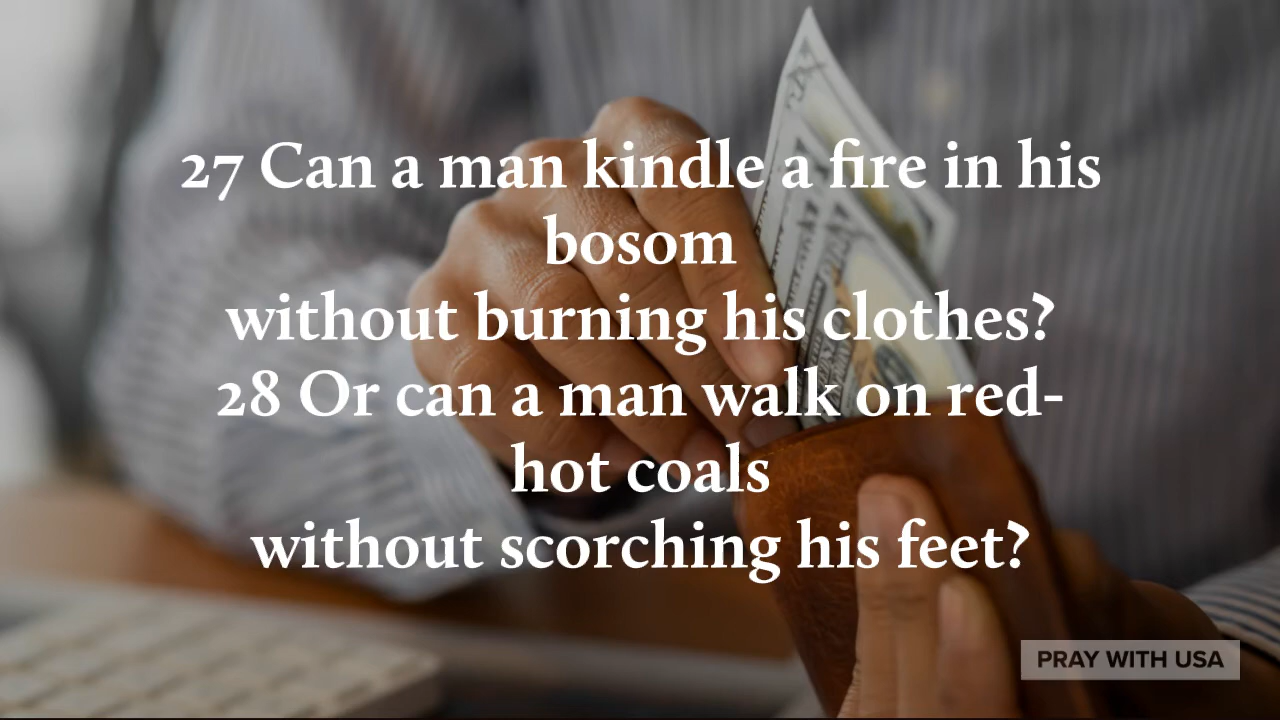 27 Can a man kindle a fire in his
bosom
without burning his clothes?
28 Or can a man walk on red-
hot coals
without scorching his feet?
PRAY WITH USA